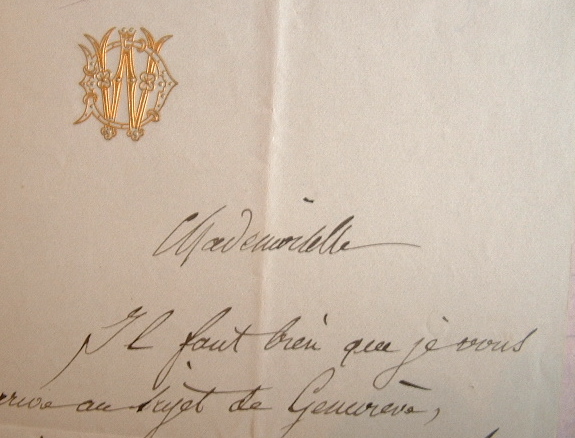 Mademoiselle
Il faut bien que je vous
au sujet de Geneviève,